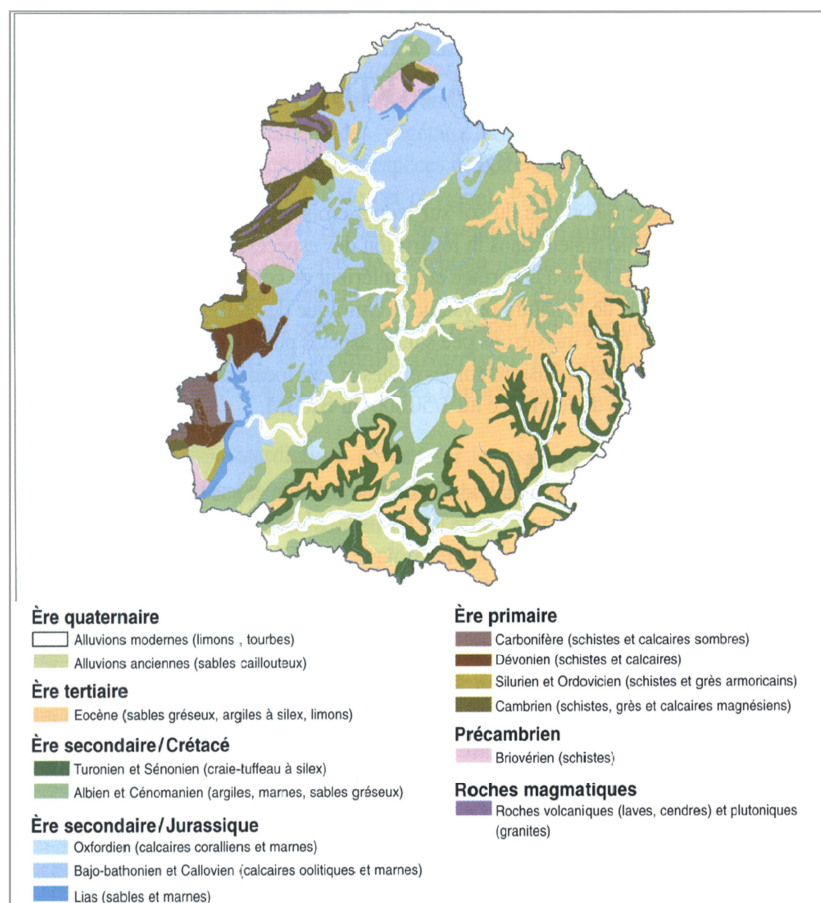 Ère quaternaire
Alluvions modernes (limons , tourbes)
Alluvions anciennes (sables caillouteux)
Ère tertiaire
Eocène (sables gréseux, argiles à silex, limons)
Ère secondaire/Crétacé
Turonien et Sénonien (craie-tuffeau à silex)
Albien et Cénomanien (argiles, marnes, sables gréseux)
Ère secondaire/Jurassique
Oxfordien (calcaires coralliens et marnes)
Bajo-bathonien et Callovien (calcaires oolitiques et marnes)
Lias (sables et marnes)
Ère primaire
Carbonifère (schistes et calcaires sombres)
Dévonien (schistes et calcaires)
Silurien et Ordovicien (schistes et grès armoricains)
Cambrien (schistes, grès et calcaires magnésiens)
Précambrien
Briovérien (schistes)
Roches magmatiques
Roches volcaniques (laves, cendres) et plutoniques
(granites)